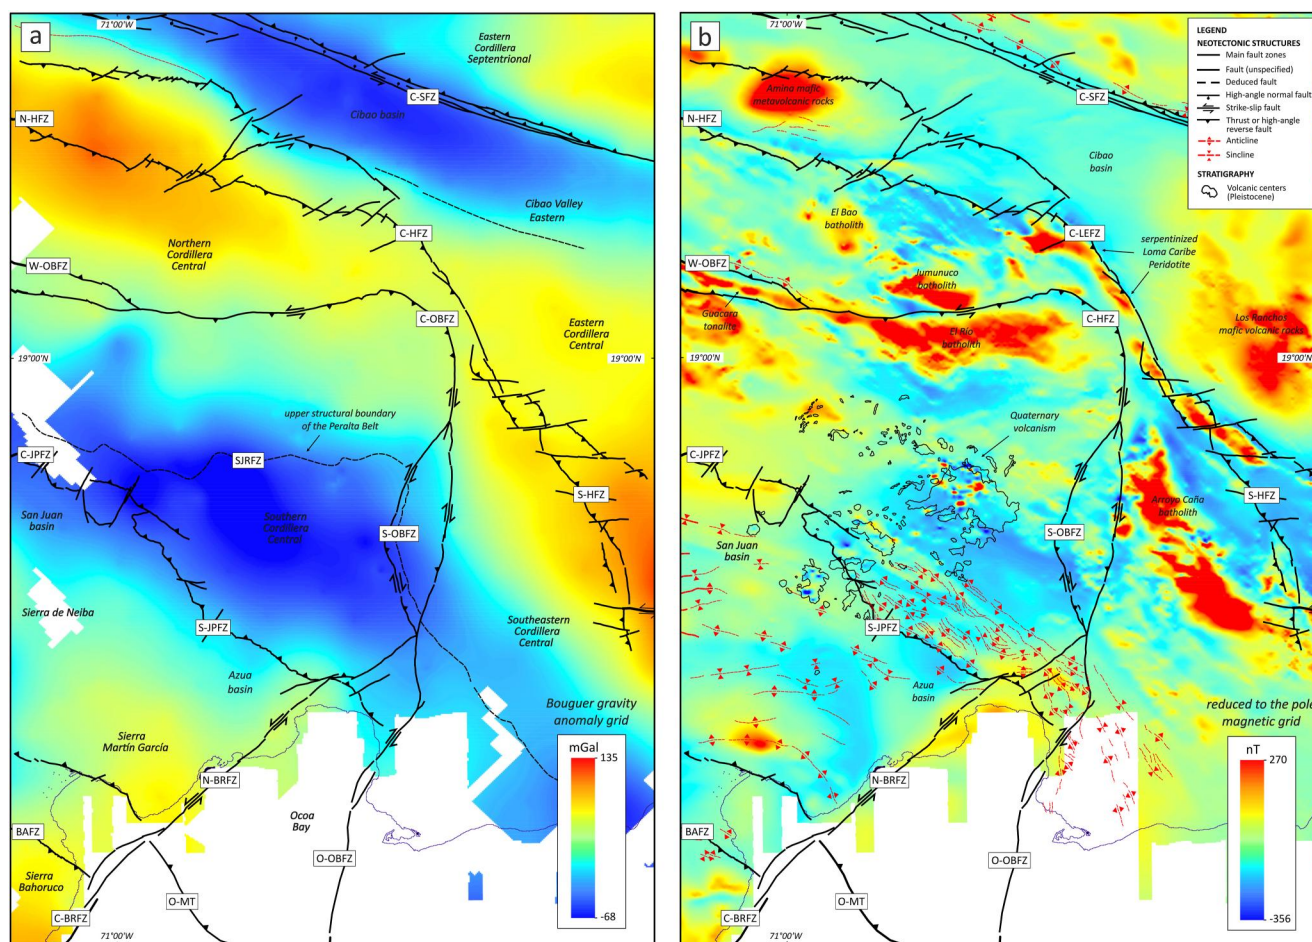 a
71°00'W
Eastern
Cordillera
Septentrional
C-SFZ
Cibao basin
N-HFZ
Cibao Valley
Eastern
C-HFZ
Northern
Cordillera
Central
W-OBFZ
C-OBFZ
Eastern
Cordillera
Central
19°00'N
upper structural boundary
of the Peralta Belt
C-JPFZ
SJRFZ
S-HFZ
San Juan
basin
Southern
Cordillera
Central
S-OBFZ
Sierra de Neiba
S-JPFZ
Southeastern
Cordillera
Central
Azua
basin
Bouguer gravity
anomaly grid
mGal
135
-68
Sierra
Martín García
N-BRFZ
Ocoa
Bay
BAFZ
O-OBFZ
Sierra
Bahoruco
O-MT
C-BRFZ
71°00'W
b
71°00'W
LEGEND
NEOTECTONIC STRUCTURES
Main fault zones
Fault (unspecified)
Deduced fault
High-angle normal fault
Strike-slip fault
Thrust or high-angle
reverse fault
Anticline
Sincline
STRATIGRAPHY
Volcanic centers
(Pleistocene)
Amina mafic
metavolcanic rocks
C-SFZ
N-HFZ
Cibao
basin
El Bao
batholith
C-LEFZ
serpentinized
Loma Caribe
Peridotite
W-OBFZ
Jumunuco
batholith
Guacara
tonalite
C-HFZ
El Río
batholith
Los Ranchos
mafic volcanic rocks
19°00'N
19°00'N
Quaternary
volcanism
C-JPFZ
S-HFZ
Arroyo Caña
batholith
San Juan
basin
S-OBFZ
S-JPFZ
Azua
basin
reduced to the pole
magnetic grid
nT
270
-356
N-BRFZ
BAFZ
O-OBFZ
O-MT
C-BRFZ
71°00'W